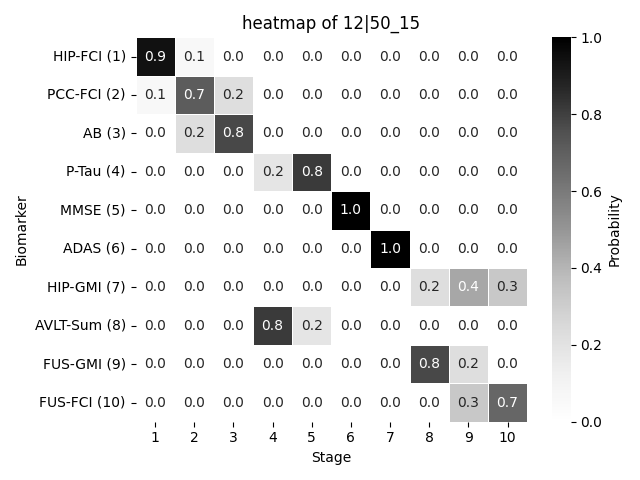 heatmap of 12|50_15
HIP-FCI (1) 0.9 0.1 0.0 0.0 0.0 0.0 0.0 0.0 0.0 0.0
PCC-FCI (2) 0.1 0.7 0.2 0.0 0.0 0.0 0.0 0.0 0.0 0.0
AB (3) 0.0 0.2 0.8 0.0 0.0 0.0 0.0 0.0 0.0 0.0
P-Tau (4) 0.0 0.0 0.0 0.2 0.8 0.0 0.0 0.0 0.0 0.0
MMSE (5) 0.0 0.0 0.0 0.0 0.0 1.0 0.0 0.0 0.0 0.0
ADAS (6) 0.0 0.0 0.0 0.0 0.0 0.0 1.0 0.0 0.0 0.0
HIP-GMI (7) 0.0 0.0 0.0 0.0 0.0 0.0 0.0 0.2 0.4 0.3
AVLT-Sum (8) 0.0 0.0 0.0 0.8 0.2 0.0 0.0 0.0 0.0 0.0
FUS-GMI (9) 0.0 0.0 0.0 0.0 0.0 0.0 0.0 0.8 0.2 0.0
FUS-FCI (10) 0.0 0.0 0.0 0.0 0.0 0.0 0.0 0.0 0.3 0.7
1 2 3 4 5 6 7 8 9 10
Stage
Biomarker
1.0
0.8
0.6
0.4
0.2
0.0
Probability